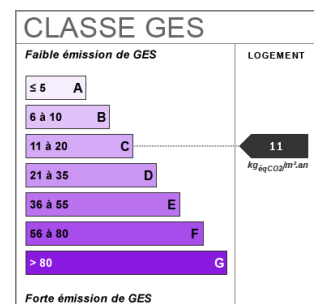 CLASSE GES
Faible émission de GES
LOGEMENT
≤ 5 A
6 à 10 B
11 à 20 C
11
kgéqCO2/m².an
21 à 35 D
36 à 55 E
56 à 80 F
> 80 G
Forte émission de GES